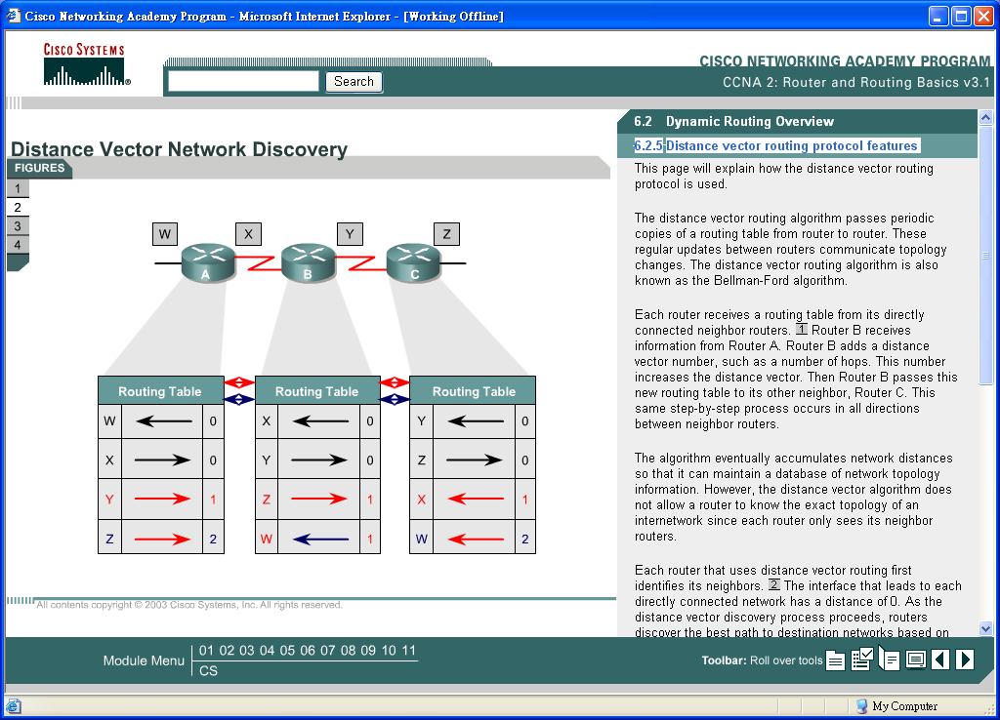 Cisco Networking Academy Program - Microsoft Internet Explorer - [Working Offline]
CISCO SYSTEMS
®
Search
CISCO NETWORKING ACADEMY PROGRAM
CCNA 2: Router and Routing Basics v3.1
Distance Vector Network Discovery
FIGURES
1
2
3
4
W X Y Z
A B C
Routing Table Routing Table Routing Table
W 0 X 0 Y 0
X 0 Y 0 Z 0
Y 1 Z 1 X 1
Z 2 W 1 W 2
All contents copyright © 2003 Cisco Systems, Inc. All rights reserved.
6.2 Dynamic Routing Overview
6.2.5 Distance vector routing protocol features
This page will explain how the distance vector routing
protocol is used.
The distance vector routing algorithm passes periodic
copies of a routing table from router to router. These
regular updates between routers communicate topology
changes. The distance vector routing algorithm is also
known as the Bellman-Ford algorithm.
Each router receives a routing table from its directly
connected neighbor routers. 1 Router B receives
information from Router A. Router B adds a distance
vector number, such as a number of hops. This number
increases the distance vector. Then Router B passes this
new routing table to its other neighbor, Router C. This
same step-by-step process occurs in all directions
between neighbor routers.
The algorithm eventually accumulates network distances
so that it can maintain a database of network topology
information. However, the distance vector algorithm does
not allow a router to know the exact topology of an
internetwork since each router only sees its neighbor
routers.
Each router that uses distance vector routing first
identifies its neighbors. 2 The interface that leads to each
directly connected network has a distance of 0. As the
distance vector discovery process proceeds, routers
discover the best path to destination networks based on
Module Menu
01 02 03 04 05 06 07 08 09 10 11
CS
Toolbar: Roll over tools
My Computer